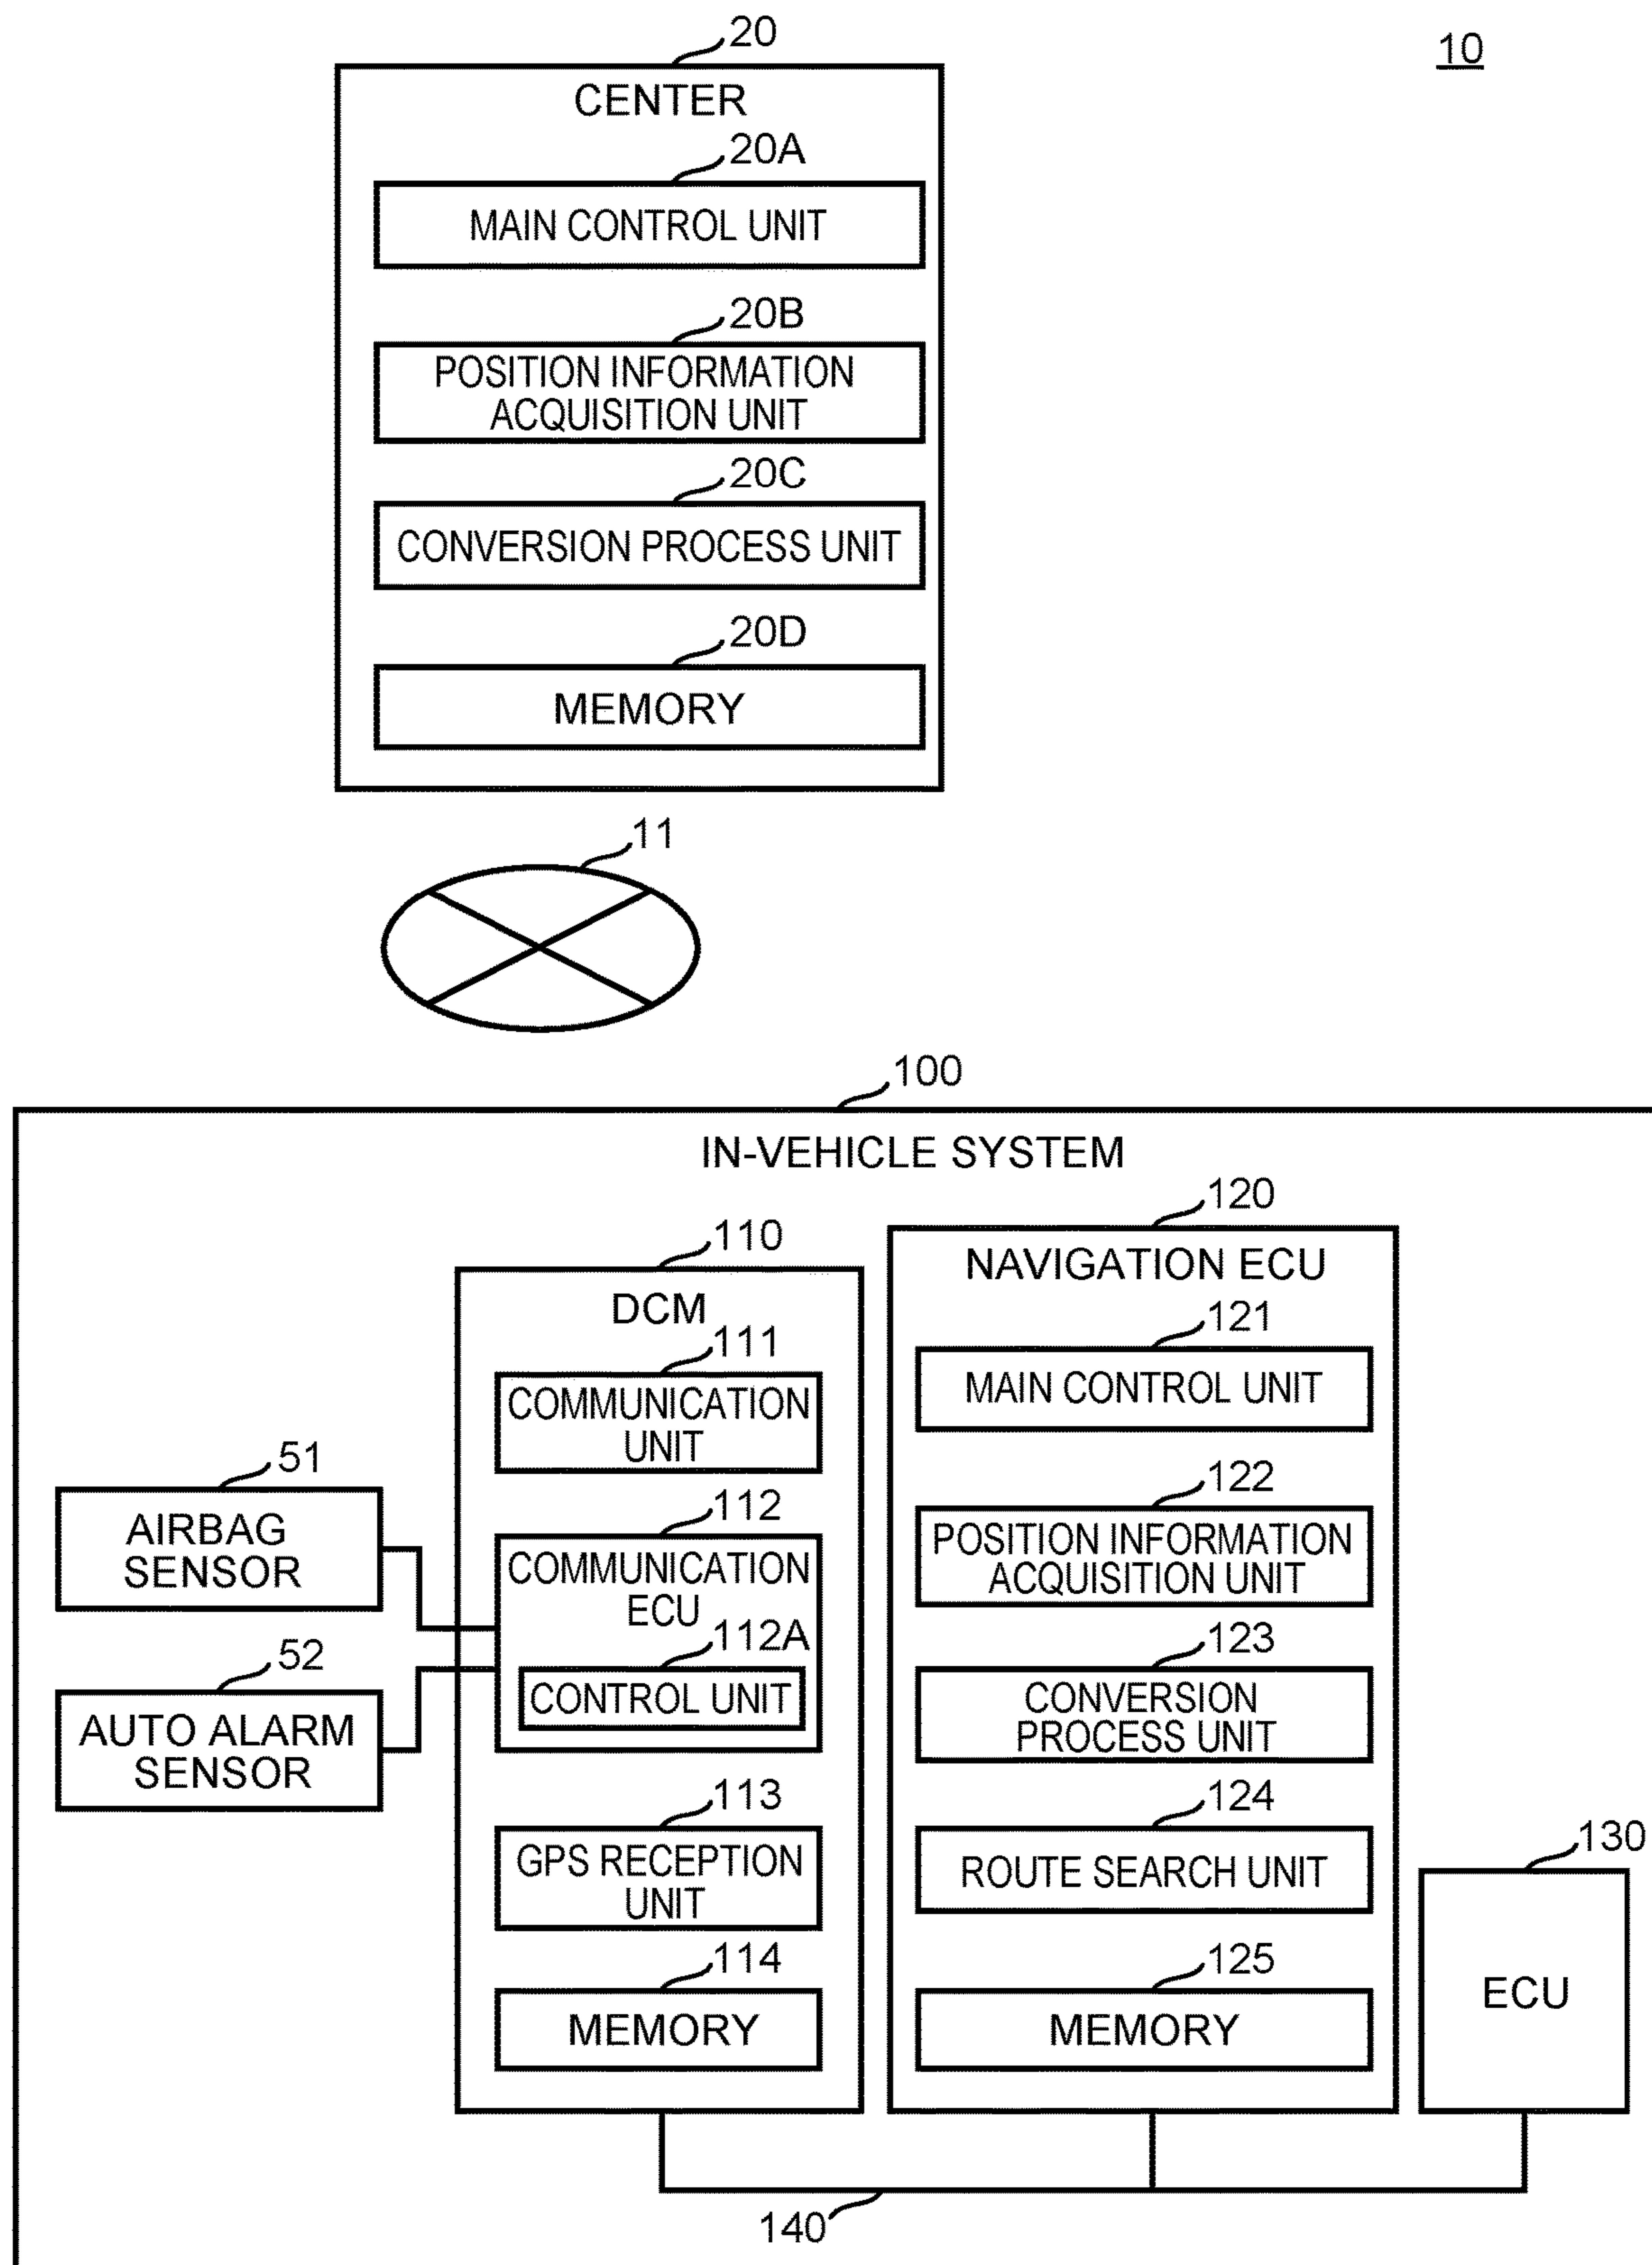 20
10
CENTER
20A
MAIN CONTROL UNIT
20B
POSITION INFORMATION
ACQUISITION UNIT
20C
CONVERSION PROCESS UNIT
20D
MEMORY
11
100
IN-VEHICLE SYSTEM
110
DCM
111
COMMUNICATION
UNIT
51
AIRBAG
SENSOR
112
COMMUNICATION
ECU
112A
CONTROL UNIT
52
AUTO ALARM
SENSOR
113
GPS RECEPTION
UNIT
114
MEMORY
120
NAVIGATION ECU
121
MAIN CONTROL UNIT
122
POSITION INFORMATION
ACQUISITION UNIT
123
CONVERSION
PROCESS UNIT
124
ROUTE SEARCH UNIT
125
MEMORY
130
ECU
140